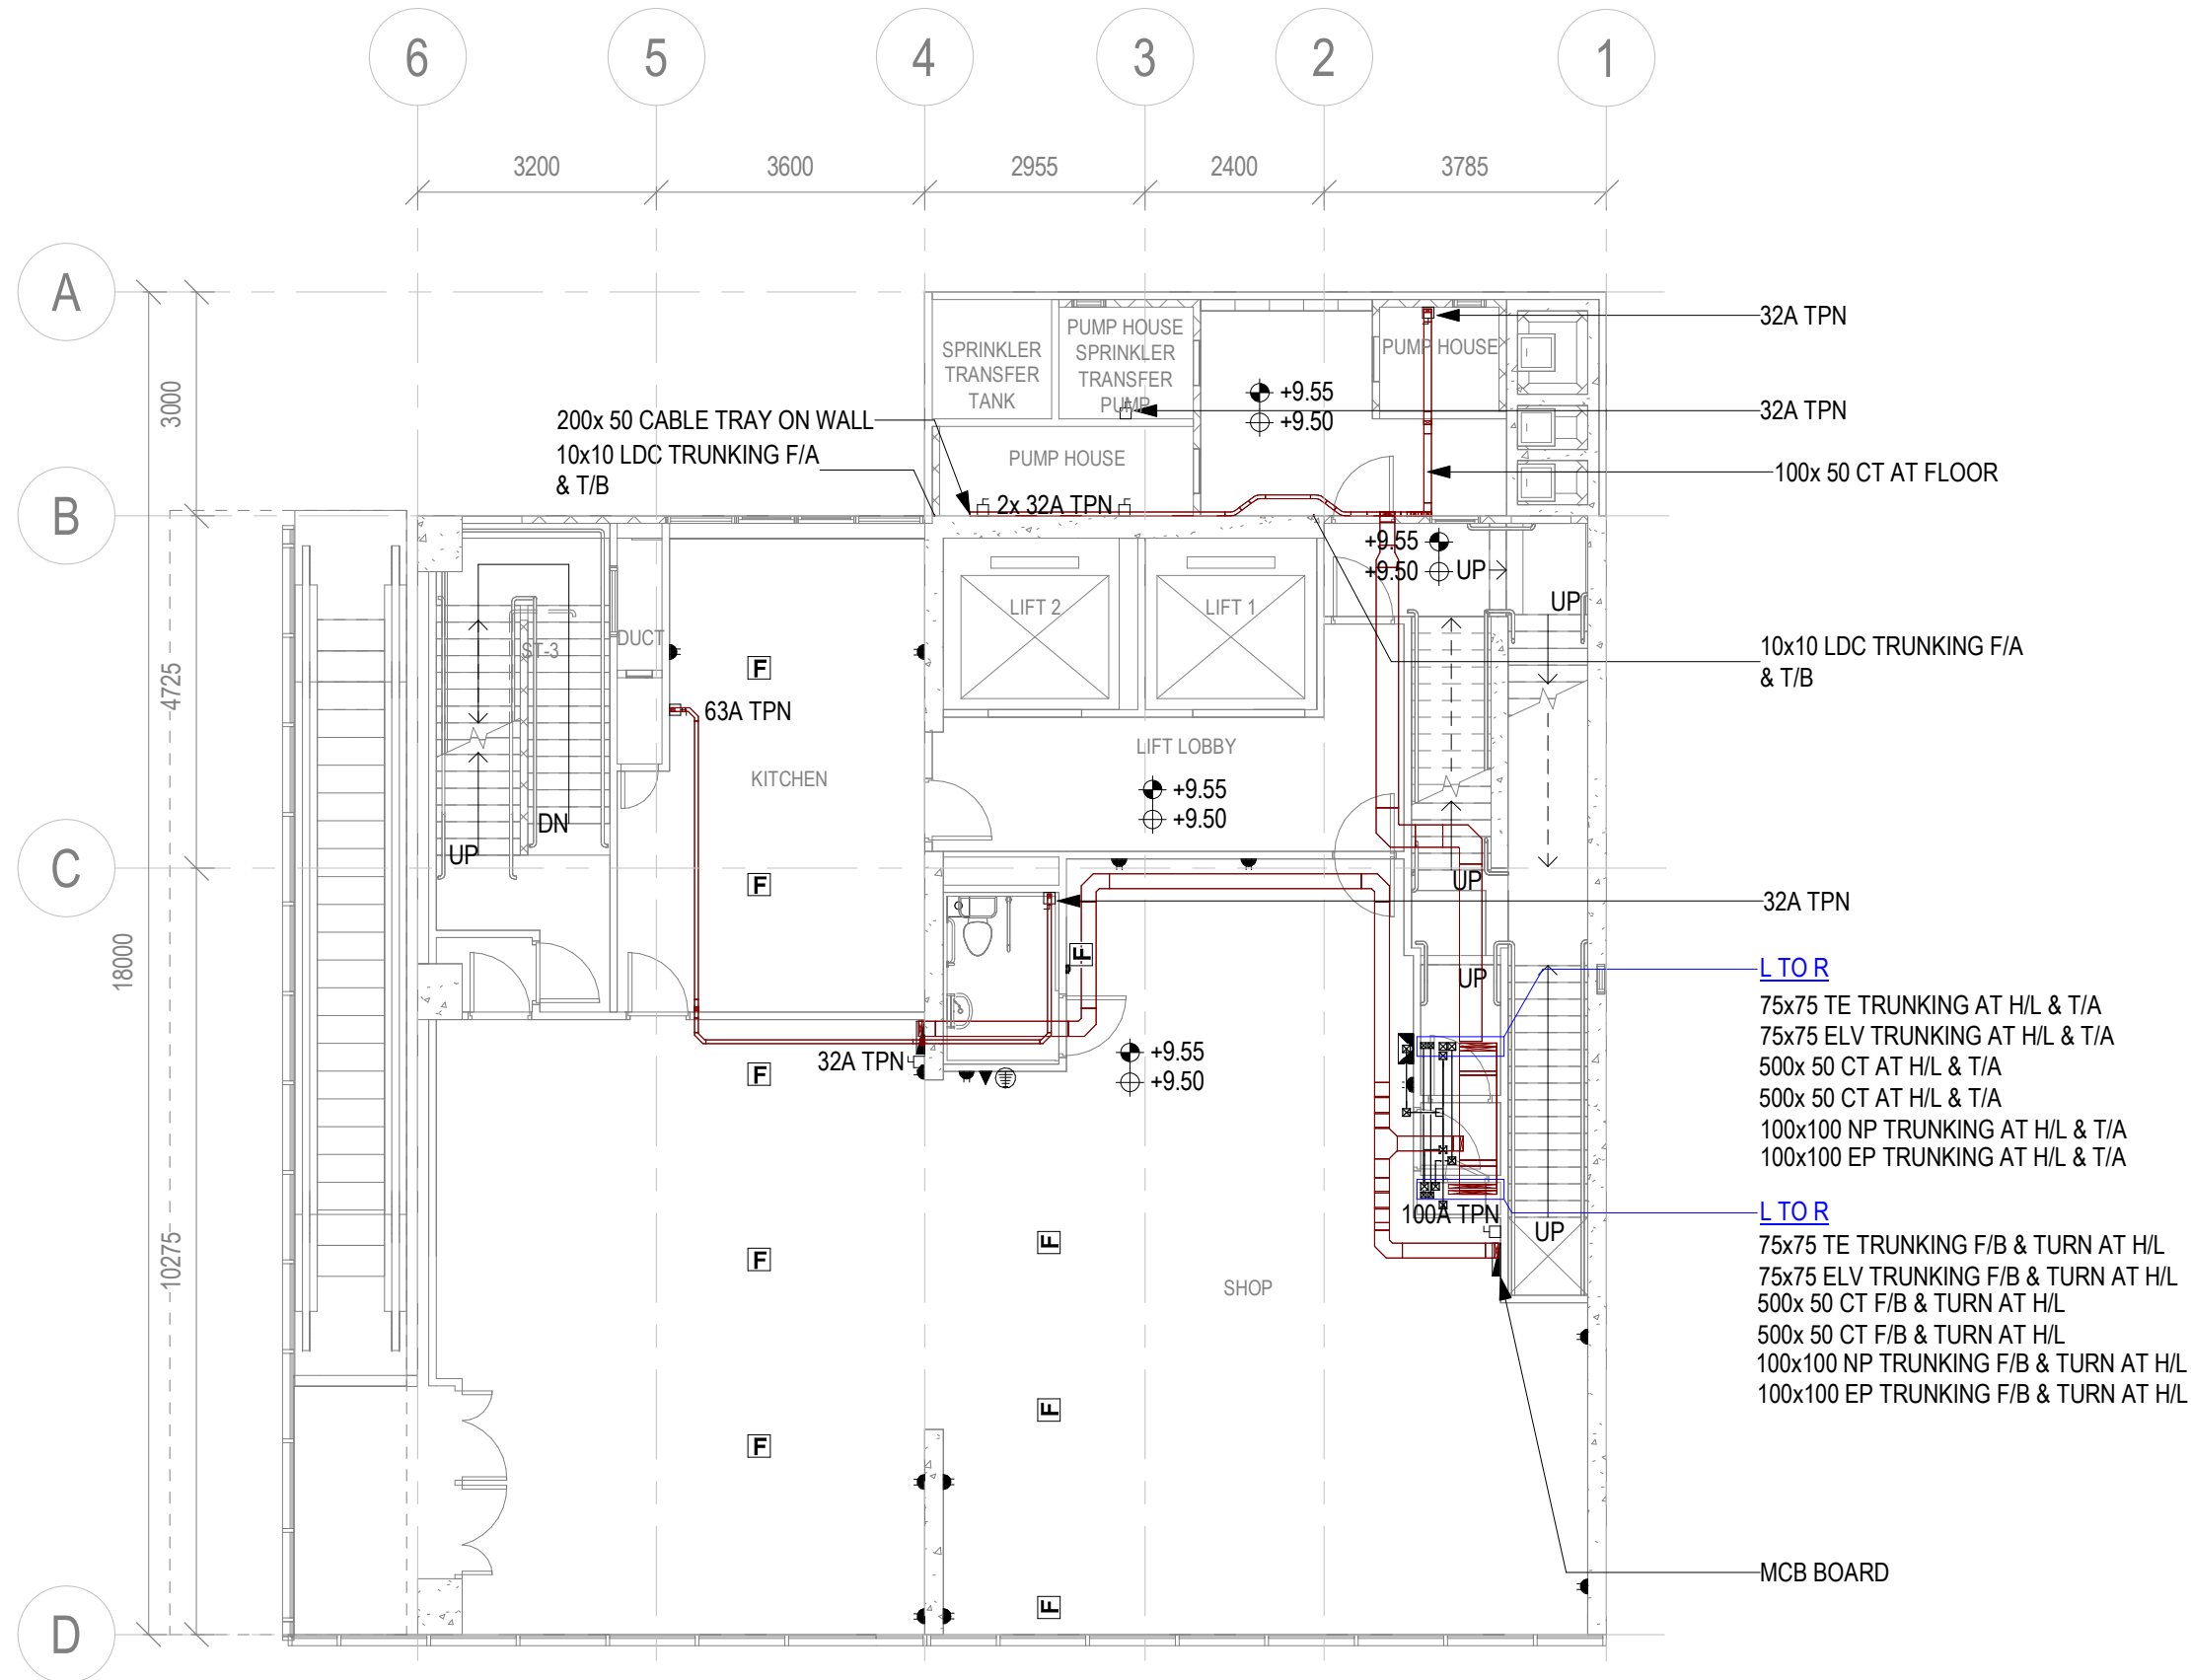 6
5
4
3
2
1
3200
3600
2955
2400
3785
A
B
C
D
3000
4725
10275
18000
SPRINKLER
TRANSFER
TANK
PUMP HOUSE
SPRINKLER
TRANSFER
PUMP
PUMP HOUSE
+9.55
+9.50
32A TPN
32A TPN
100x 50 CT AT FLOOR
200x 50 CABLE TRAY ON WALL
10x10 LDC TRUNKING F/A
& T/B
PUMP HOUSE
2x 32A TPN
+9.55
+9.50
UP
UP
LIFT 2
LIFT 1
ST-3
DUCT
F
63A TPN
KITCHEN
LIFT LOBBY
+9.55
+9.50
10x10 LDC TRUNKING F/A
& T/B
DN
UP
F
UP
32A TPN
F
UP
L TO R
75x75 TE TRUNKING AT H/L & T/A
75x75 ELV TRUNKING AT H/L & T/A
500x 50 CT AT H/L & T/A
500x 50 CT AT H/L & T/A
100x100 NP TRUNKING AT H/L & T/A
100x100 EP TRUNKING AT H/L & T/A
32A TPN
+9.55
+9.50
F
100A TPN
UP
L TO R
75x75 TE TRUNKING F/B & TURN AT H/L
75x75 ELV TRUNKING F/B & TURN AT H/L
500x 50 CT F/B & TURN AT H/L
500x 50 CT F/B & TURN AT H/L
100x100 NP TRUNKING F/B & TURN AT H/L
100x100 EP TRUNKING F/B & TURN AT H/L
F
F
SHOP
F
F
F
MCB BOARD